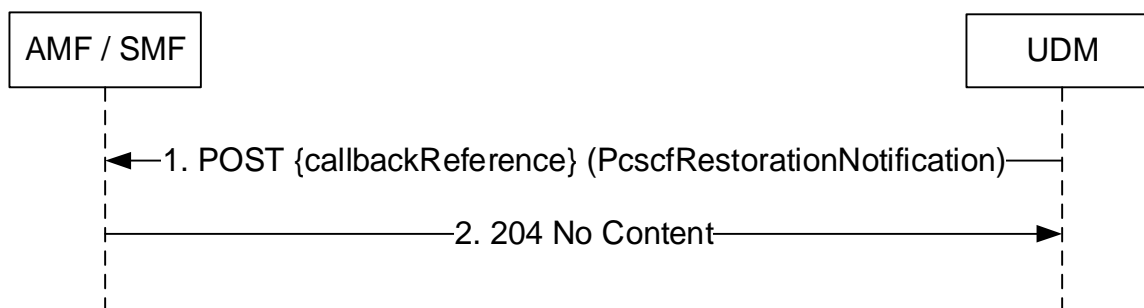 AMF / SMF
UDM
1. POST {callbackReference} (PcscfRestorationNotification)
2. 204 No Content